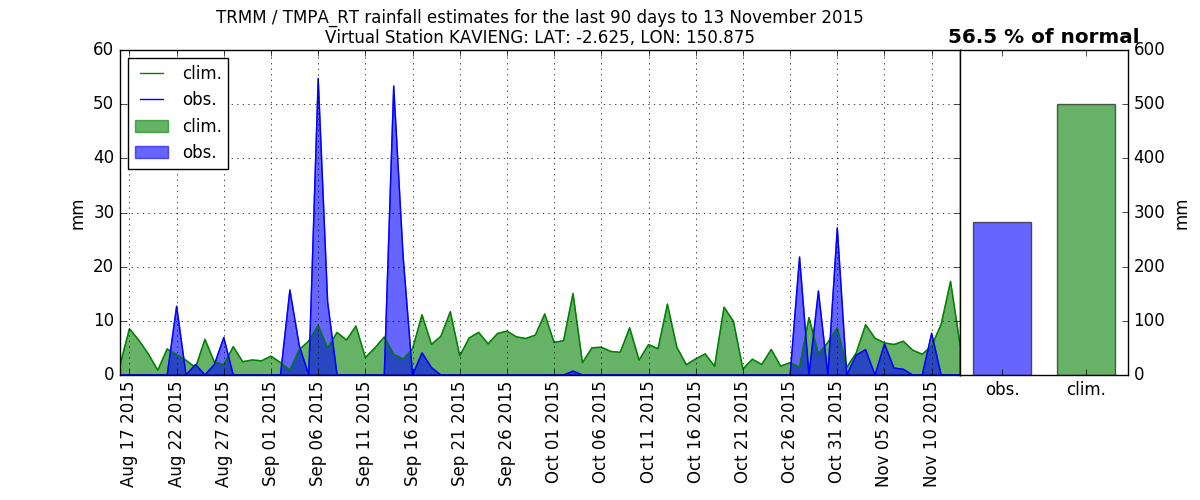 TRMM / TMPA_RT rainfall estimates for the last 90 days to 13 November 2015
Virtual Station KAVIENG: LAT: -2.625, LON: 150.875
56.5 % of normal
60
50
40
30
20
10
0
mm
clim.
obs.
clim.
obs.
Aug 17 2015
Aug 22 2015
Aug 27 2015
Sep 01 2015
Sep 06 2015
Sep 11 2015
Sep 16 2015
Sep 21 2015
Sep 26 2015
Oct 01 2015
Oct 06 2015
Oct 11 2015
Oct 16 2015
Oct 21 2015
Oct 26 2015
Oct 31 2015
Nov 05 2015
Nov 10 2015
600
500
400
300
200
100
0
mm
obs.
clim.